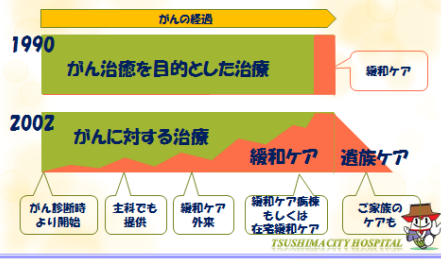 がんの経過
1990
がん治癒を目的とした治療
緩和ケア
2002
がんに対する治療
緩和ケア
遺族ケア
がん診断時
より開始
主科でも
提供
緩和ケア
外来
緩和ケア病棟
もしくは
在宅緩和ケア
ご家族の
ケアも
TSUSHIMA CITY HOSPITAL